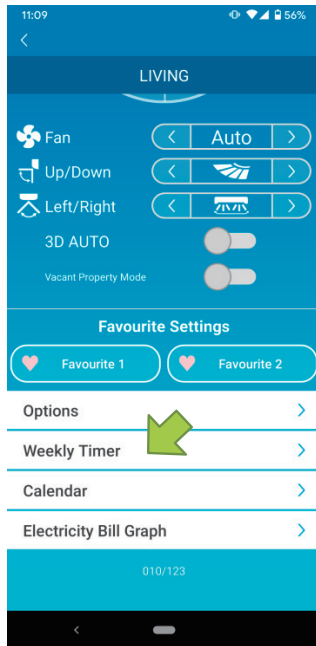 11:09 56%
LIVING
Fan Auto
Up/Down
Left/Right
3D AUTO
Vacant Property Mode
Favourite Settings
Favourite 1 Favourite 2
Options
Weekly Timer
Calendar
Electricity Bill Graph
010/123